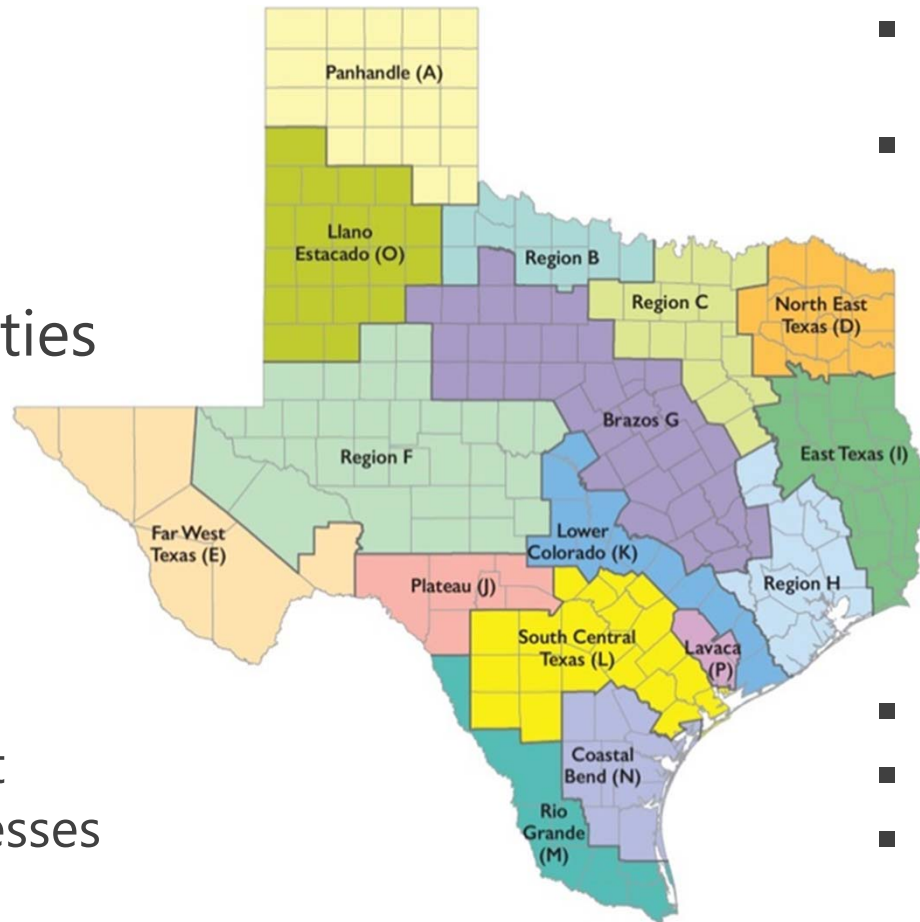 Panhandle (A)
Llano
Estacado (O)
Region B
Region C
North East
Texas (D)
ties
Brazos G
Region F
East Texas (I)
Far West
Texas (E)
Lower
Colorado (K)
Plateau (J)
Region H
South Central
Texas (L)
Lavaca
(P)
Coastal
Bend (N)
t
esses
Rio
Grande
(M)